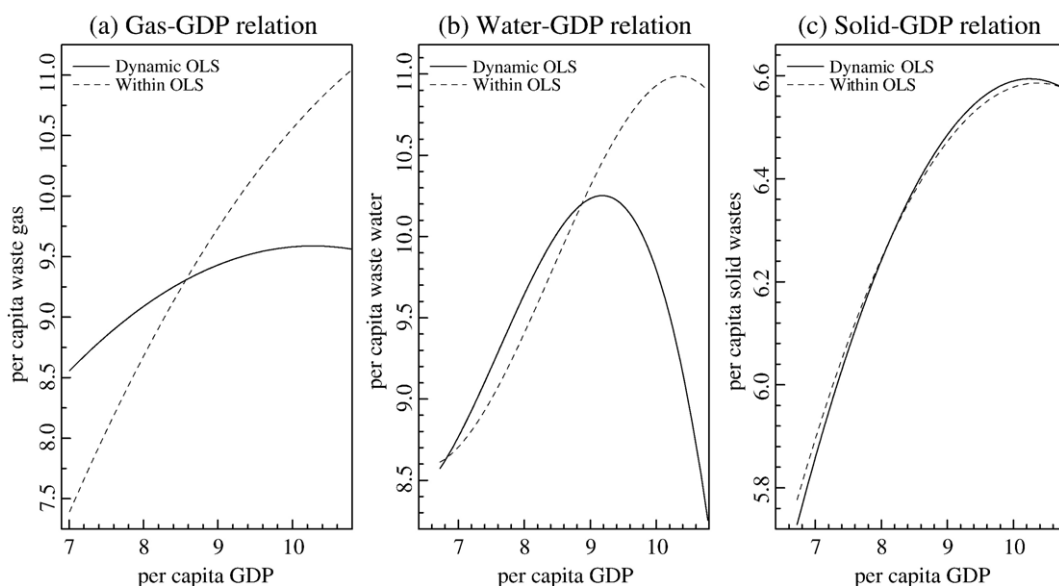 (a) Gas-GDP relation
Dynamic OLS
Within OLS
per capita waste gas
7.5 8.0 8.5 9.0 9.5 10.0 10.5 11.0
7 8 9 10
per capita GDP
(b) Water-GDP relation
Dynamic OLS
Within OLS
per capita waste water
8.5 9.0 9.5 10.0 10.5 11.0
7 8 9 10
per capita GDP
(c) Solid-GDP relation
Dynamic OLS
Within OLS
per capita solid wastes
5.8 6.0 6.2 6.4 6.6
7 8 9 10
per capita GDP